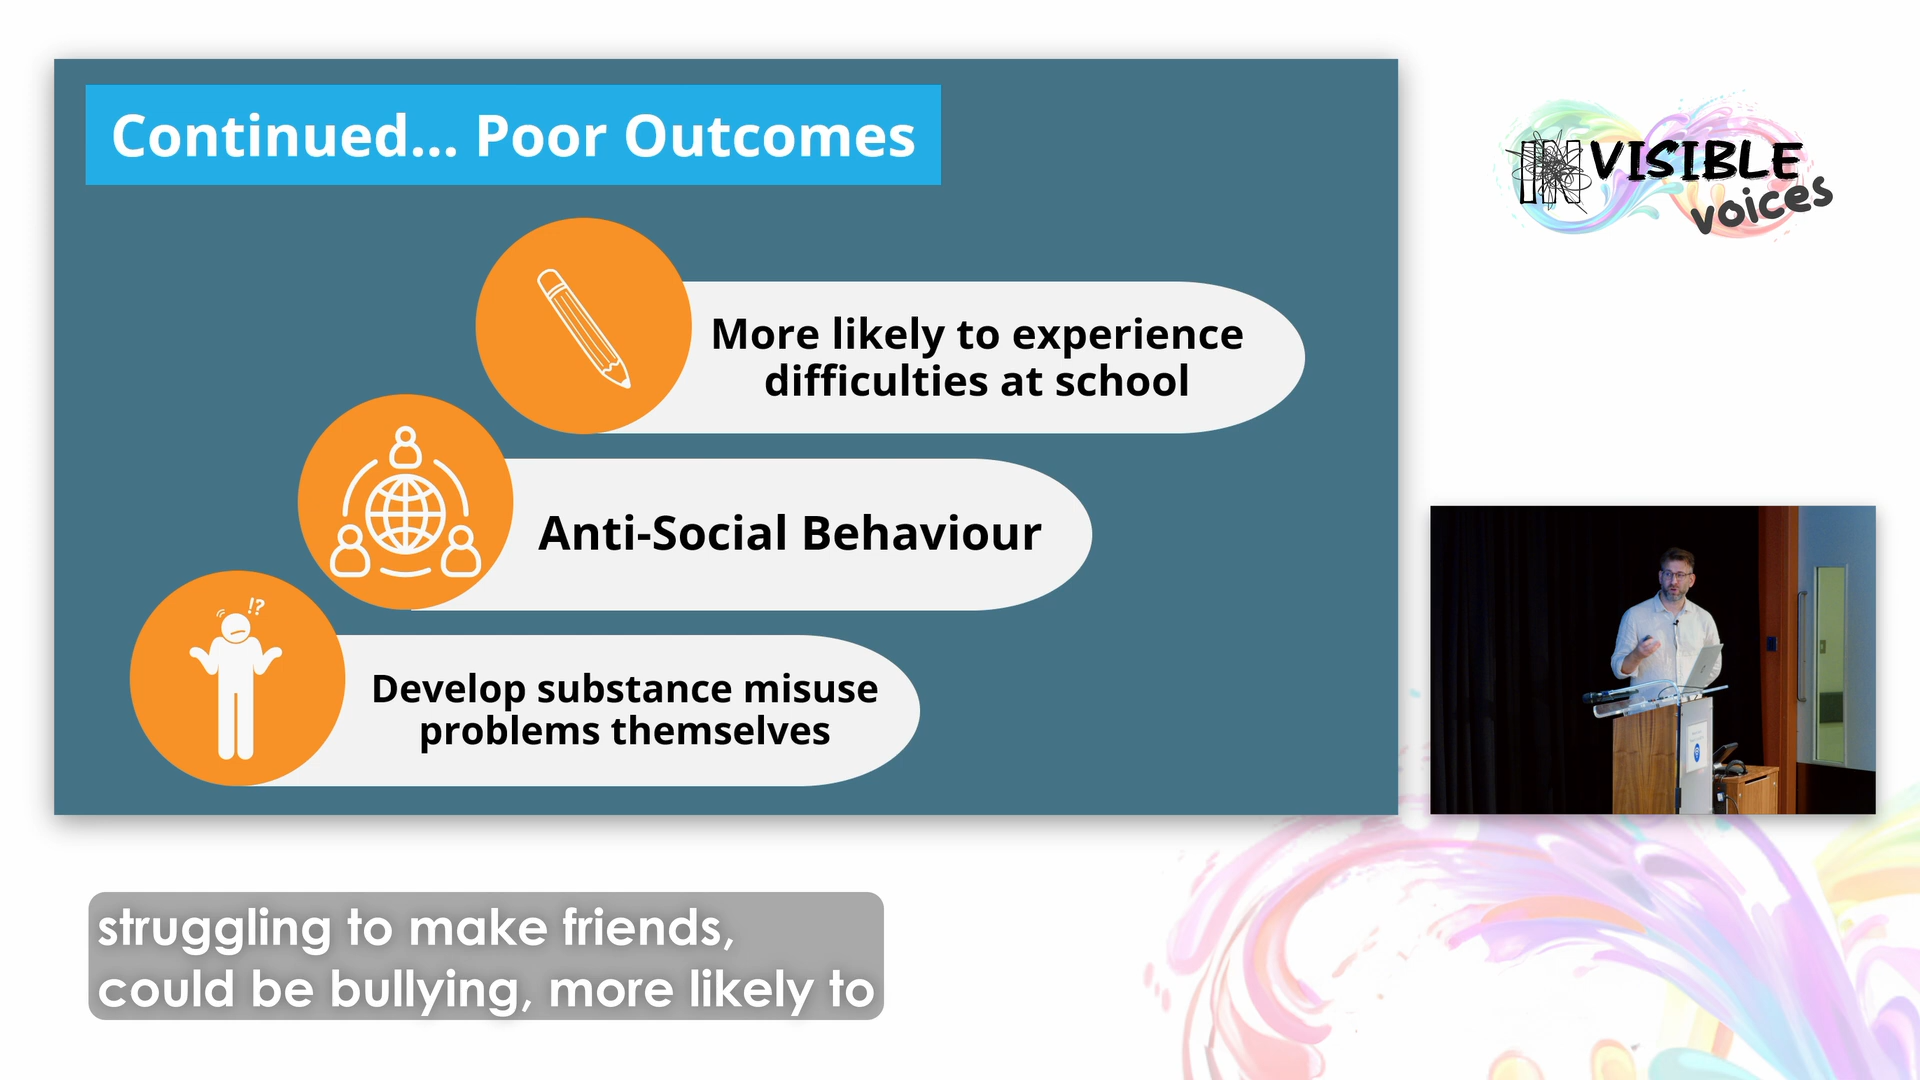 Continued... Poor Outcomes
INVISIBLE
voices
!?
More likely to experience
difficulties at school
Anti-Social Behaviour
Develop substance misuse
problems themselves
struggling to make friends,
could be bullying, more likely to